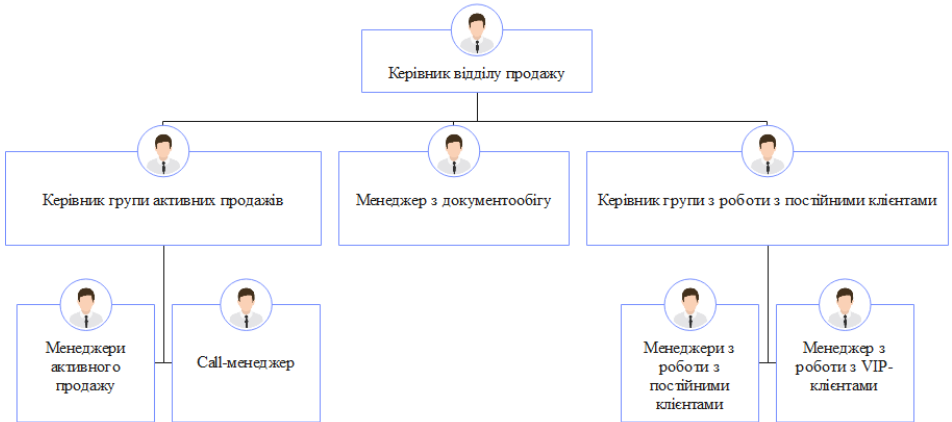 Керівник відділу продажу
Керівник групи активних продажів
Менеджер з документообігу
Керівник групи з роботи з постійними клієнтами
Менеджери
активного
продажу
Call-менеджер
Менеджери з
роботи з
постійними
клієнтами
Менеджер з
роботи з VIP-
клієнтами